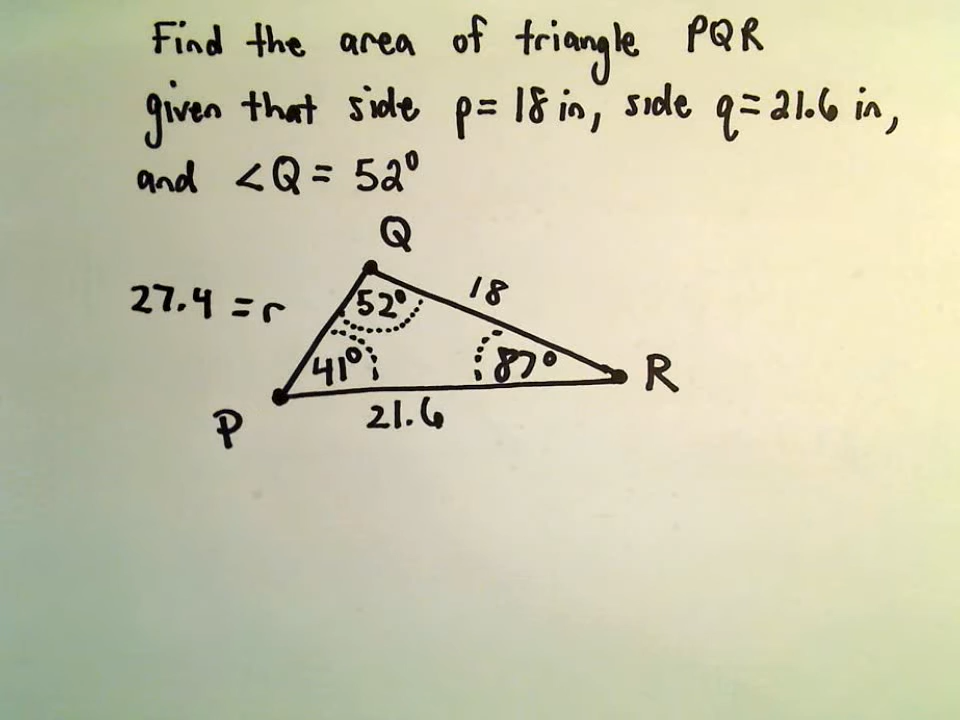 Find the area of triangle PQR
given that side p= 18 in, side q= 21.6 in,
and <Q = 52°
Q
27.4 = r
52°
18
41°
87°
R
P
21.6